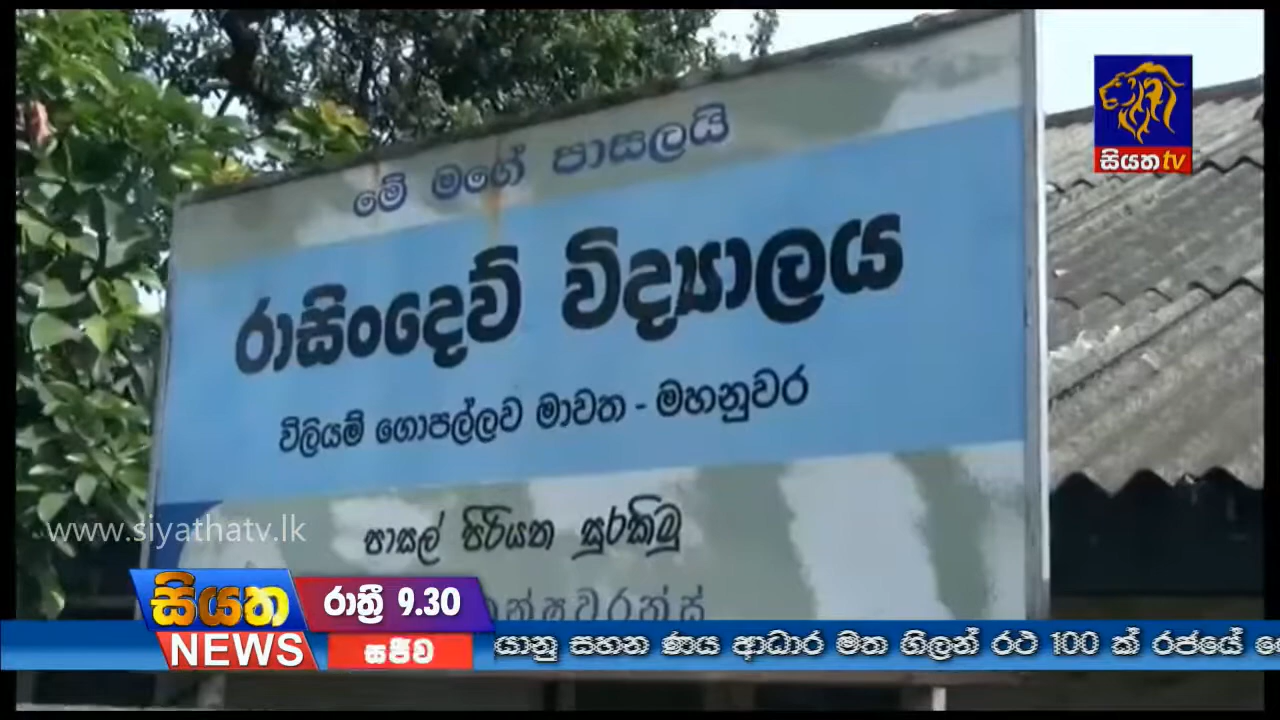 මේ මගේ පාසලයි
සියත tv
රාසිංදෙව් විද්‍යාලය
විලියම් ගොපල්ලව මාවත - මහනුවර
පාසල් පිරියත සුරකිමු
www.siyathatv.lk
සියත
NEWS
රාත්‍රී 9.30
සජීව
යානු සහන ණය ආධාර මත ගිලන් රථ 100 ක් රජයේ